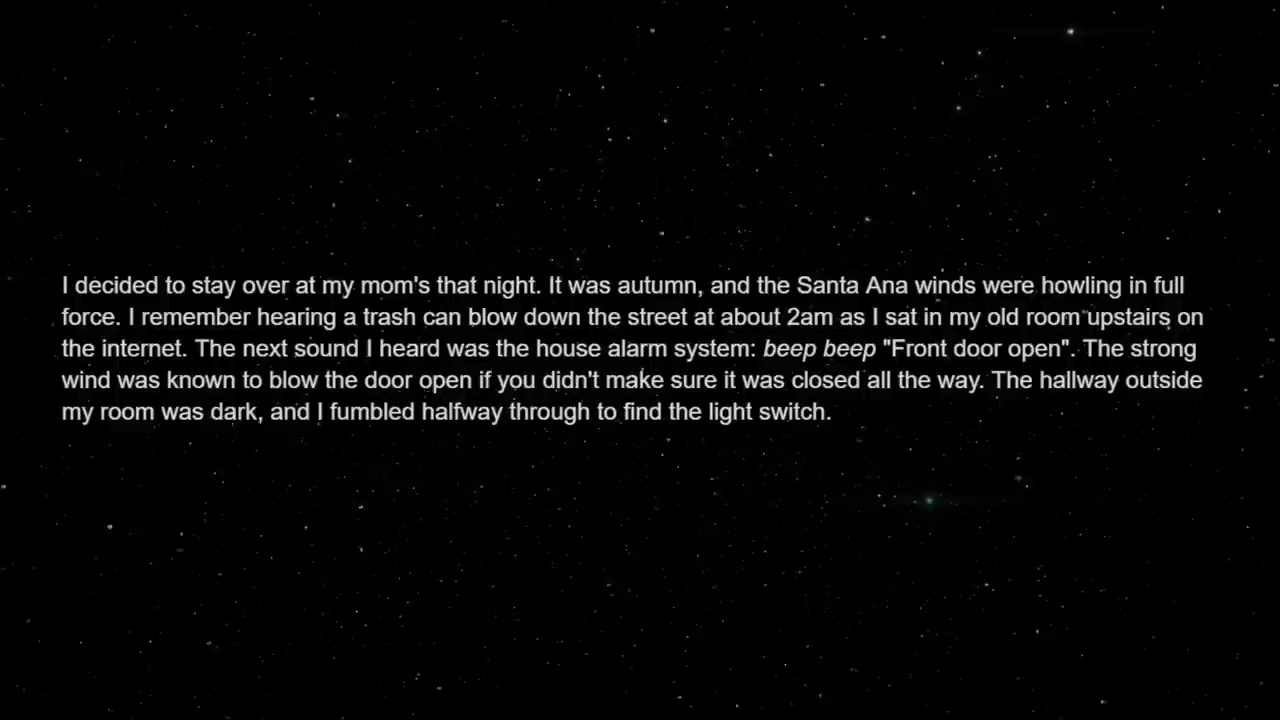 I decided to stay over at my mom's that night. It was autumn, and the Santa Ana winds were howling in full
force. I remember hearing a trash can blow down the street at about 2am as I sat in my old room upstairs on
the internet. The next sound I heard was the house alarm system: beep beep "Front door open". The strong
wind was known to blow the door open if you didn't make sure it was closed all the way. The hallway outside
my room was dark, and I fumbled halfway through to find the light switch.